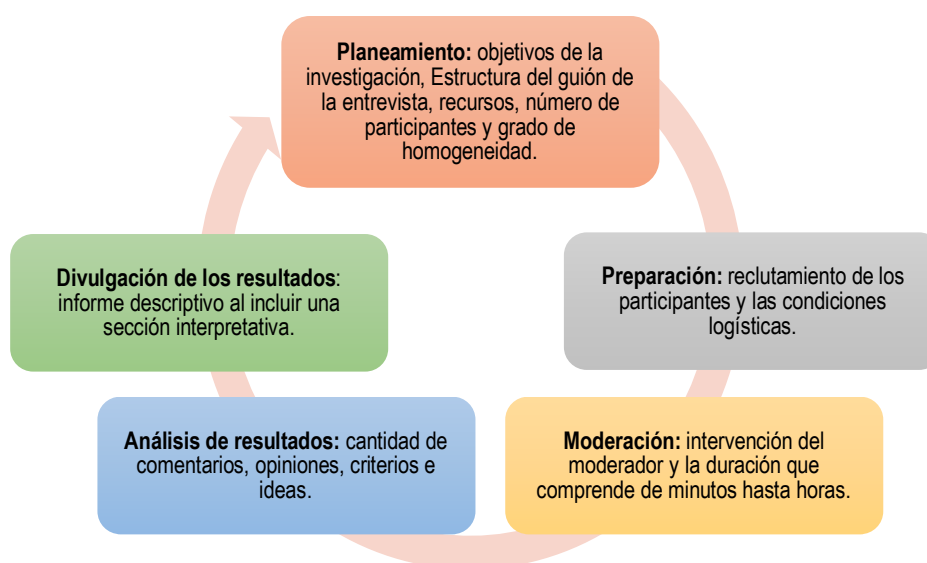 Planeamiento: objetivos de la
investigación, Estructura del guión de
la entrevista, recursos, número de
participantes y grado de
homogeneidad.
Preparación: reclutamiento de los
participantes y las condiciones
logísticas.
Moderación: intervención del
moderador y la duración que
comprende de minutos hasta horas.
Análisis de resultados: cantidad de
comentarios, opiniones, criterios e
ideas.
Divulgación de los resultados:
informe descriptivo al incluir una
sección interpretativa.